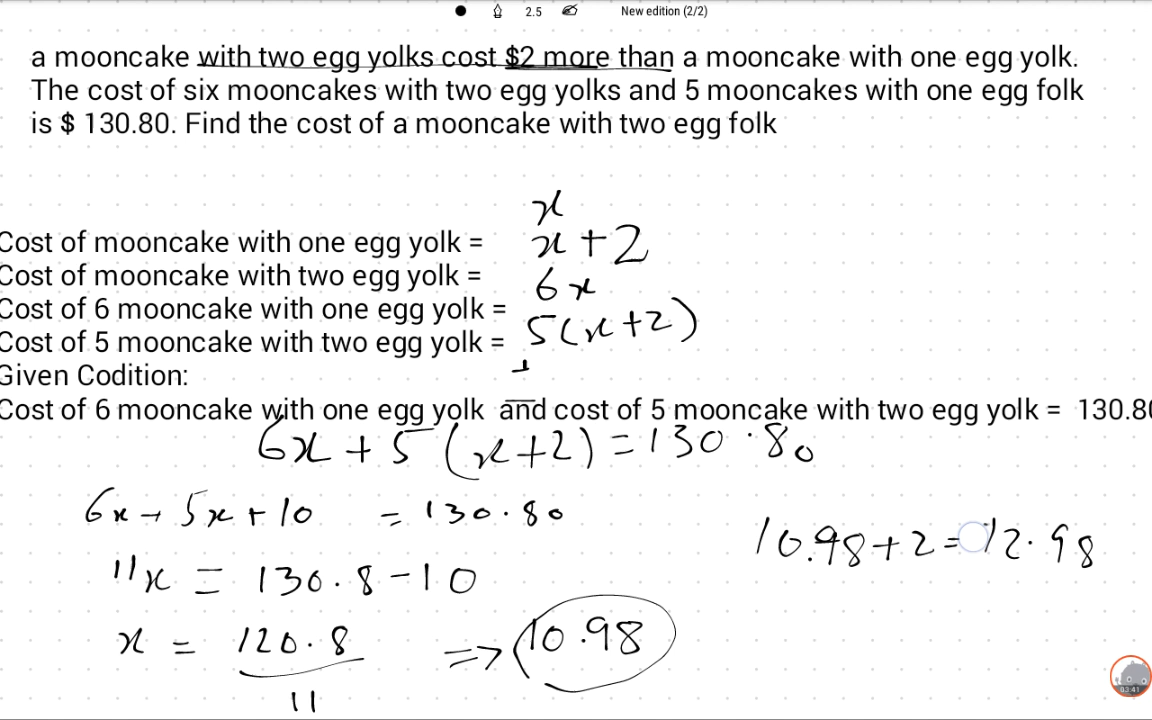 2.5 New edition (2/2)
a mooncake with two egg yolks cost $2 more than a mooncake with one egg yolk.
The cost of six mooncakes with two egg yolks and 5 mooncakes with one egg folk
is $ 130.80. Find the cost of a mooncake with two egg folk
x
Cost of mooncake with one egg yolk = x+2
Cost of mooncake with two egg yolk = 6x
Cost of 6 mooncake with one egg yolk =
Cost of 5 mooncake with two egg yolk = 5(x+2)
Given Codition:
Cost of 6 mooncake with one egg yolk and cost of 5 mooncake with two egg yolk = 130.80
6x + 5(x+2) = 130.80
6x + 5x + 10 = 130.80
10.98+2 = 12.98
11x = 130.8-10
x = 120.8/11 => 10.98
03:41